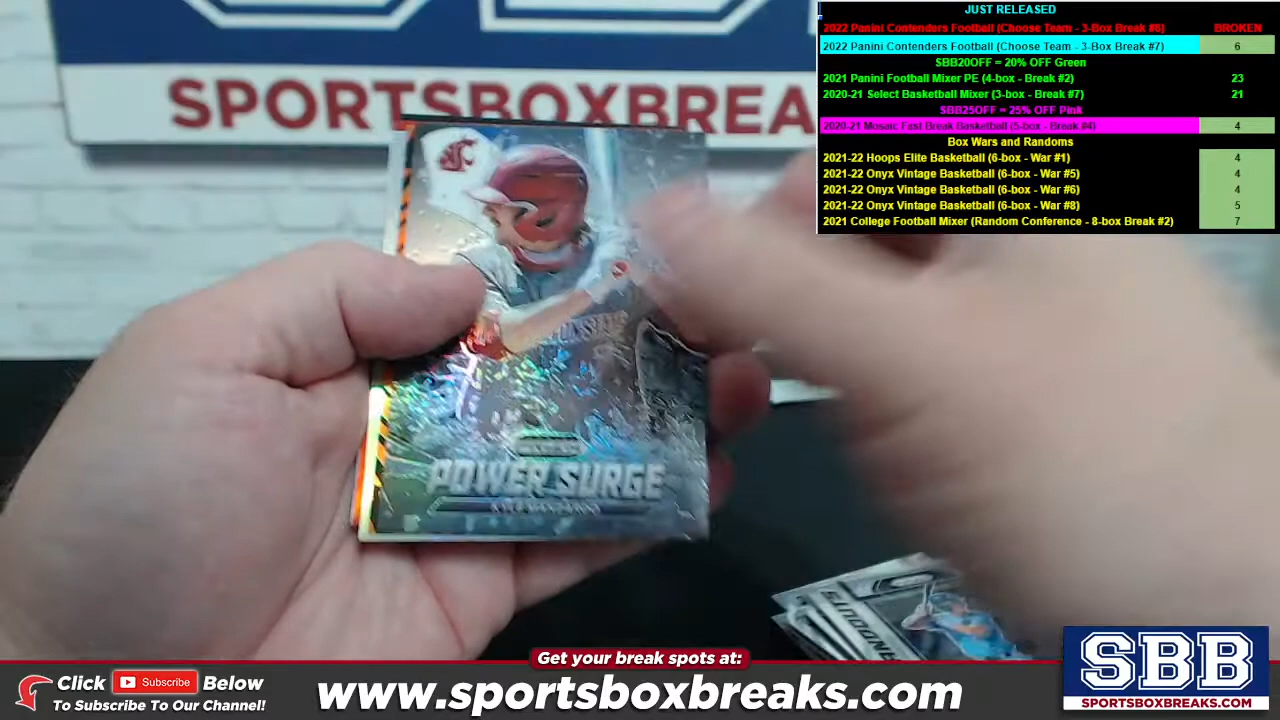 SPORTSBOXBREA
JUST RELEASED
2022 Panini Contenders Football (Choose Team - 3-Box Break #6) BROKEN
2022 Panini Contenders Football (Choose Team - 3-Box Break #7) 6
SBB20OFF = 20% OFF Green
2021 Panini Football Mixer PE (4-box - Break #2) 23
2020-21 Select Basketball Mixer (3-box - Break #7) 21
SBB25OFF = 25% OFF Pink
2020-21 Mosaic Fast Break Basketball (5-box - Break #4) 4
Box Wars and Randoms
2021-22 Hoops Elite Basketball (6-box - War #1) 4
2021-22 Onyx Vintage Basketball (6-box - War #5) 4
2021-22 Onyx Vintage Basketball (6-box - War #6) 4
2021-22 Onyx Vintage Basketball (6-box - War #8) 5
2021 College Football Mixer (Random Conference - 8-box Break #2) 7
POWER SURGE
Get your break spots at:
Click Subscribe Below
To Subscribe To Our Channel!
www.sportsboxbreaks.com
SBB
SPORTSBOXBREAKS.COM